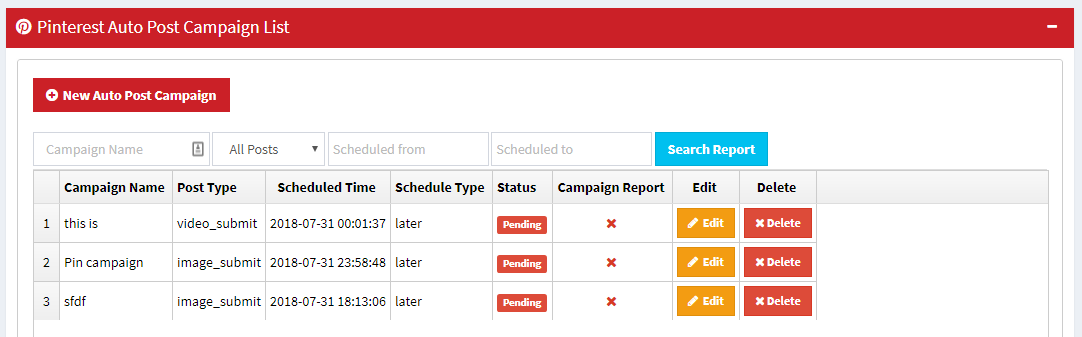 Pinterest Auto Post Campaign List
New Auto Post Campaign
Campaign Name All Posts Scheduled from Scheduled to Search Report
Campaign Name Post Type Scheduled Time Schedule Type Status Campaign Report Edit Delete
1 this is video_submit 2018-07-31 00:01:37 later Pending Edit Delete
2 Pin campaign image_submit 2018-07-31 23:58:48 later Pending Edit Delete
3 sfdf image_submit 2018-07-31 18:13:06 later Pending Edit Delete